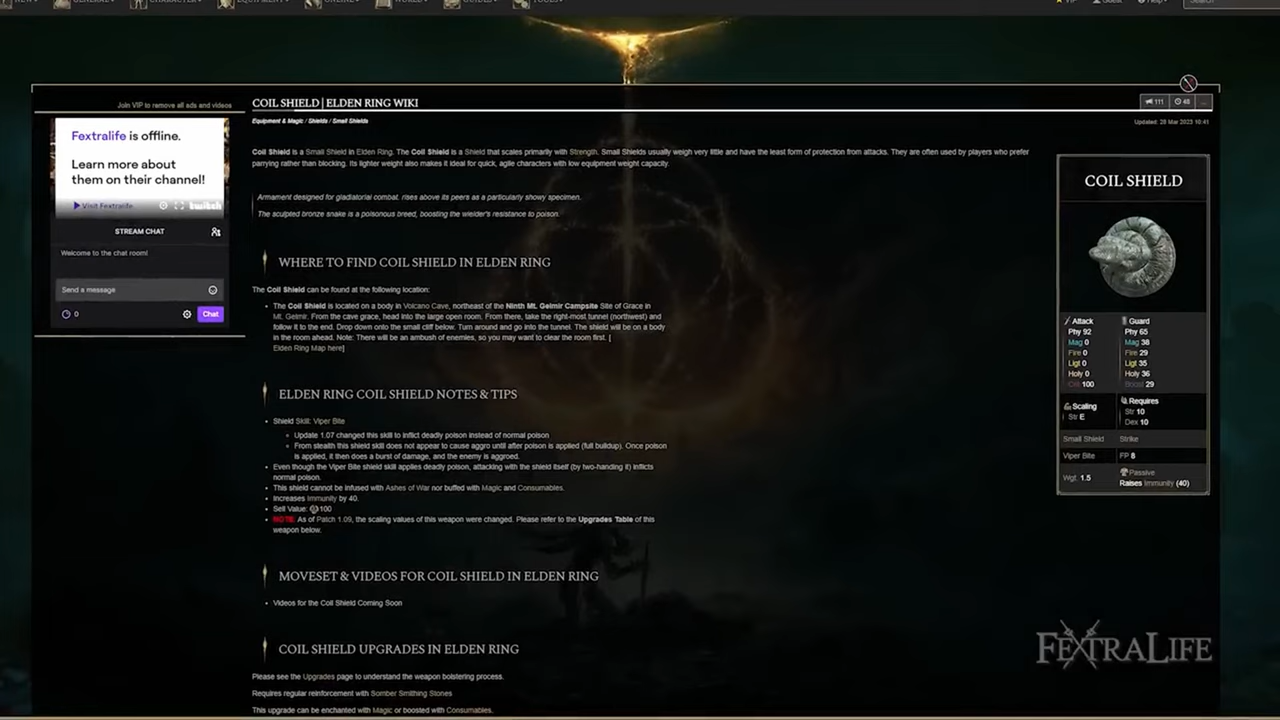 NEW
GENERAL
CHARACTER
EQUIPMENT
ONLINE
WORLD
GUIDES
TOOLS
VIP
Guest
Help
Search
Join VIP to remove all ads and videos
Fextralife is offline.
Learn more about
them on their channel!
Visit Fextralife
twitch
STREAM CHAT
Welcome to the chat room!
Send a message
0
Chat
COIL SHIELD | ELDEN RING WIKI
111
48
...
Equipment & Magic / Shields / Small Shields
Updated: 28 Mar 2023 10:41
Coil Shield is a Small Shield in Elden Ring. The Coil Shield is a Shield that scales primarily with Strength. Small Shields usually weigh very little and have the least form of protection from attacks. They are often used by players who prefer
parrying rather than blocking. Its lighter weight also makes it ideal for quick, agile characters with low equipment weight capacity.
Armament designed for gladiatorial combat. rises above its peers as a particularly showy specimen.
The sculpted bronze snake is a poisonous breed, boosting the wielder's resistance to poison.
WHERE TO FIND COIL SHIELD IN ELDEN RING
The Coil Shield can be found at the following location:
The Coil Shield is located on a body in Volcano Cave, northeast of the Ninth Mt. Gelmir Campsite Site of Grace in
Mt. Gelmir. From the cave grace, head into the large open room. From there, take the right-most tunnel (northwest) and
follow it to the end. Drop down onto the small cliff below. Turn around and go into the tunnel. The shield will be on a body
in the room ahead. Note: There will be an ambush of enemies, so you may want to clear the room first. [
Elden Ring Map here]
ELDEN RING COIL SHIELD NOTES & TIPS
Shield Skill: Viper Bite
Update 1.07 changed this skill to inflict deadly poison instead of normal poison
From stealth this shield skill does not appear to cause aggro until after poison is applied (full buildup). Once poison
is applied, it then does a burst of damage, and the enemy is aggroed.
Even though the Viper Bite shield skill applies deadly poison, attacking with the shield itself (by two-handing it) inflicts
normal poison.
This shield cannot be infused with Ashes of War nor buffed with Magic and Consumables.
Increases Immunity by 40.
Sell Value: 100
NOTE: As of Patch 1.09, the scaling values of this weapon were changed. Please refer to the Upgrades Table of this
weapon below.
MOVESET & VIDEOS FOR COIL SHIELD IN ELDEN RING
Videos for the Coil Shield Coming Soon
COIL SHIELD UPGRADES IN ELDEN RING
Please see the Upgrades page to understand the weapon bolstering process.
Requires regular reinforcement with Somber Smithing Stones
This upgrade can be enchanted with Magic or boosted with Consumables.
COIL SHIELD
Attack
Phy 92
Mag 0
Fire 0
Ligt 0
Holy 0
Crit 100
Guard
Phy 65
Mag 38
Fire 29
Ligt 35
Holy 36
Boost 29
Scaling
Str E
Requires
Str 10
Dex 10
Small Shield
Strike
Viper Bite
FP 8
Wgt. 1.5
Passive
Raises Immunity (40)
FEXTRALIFE